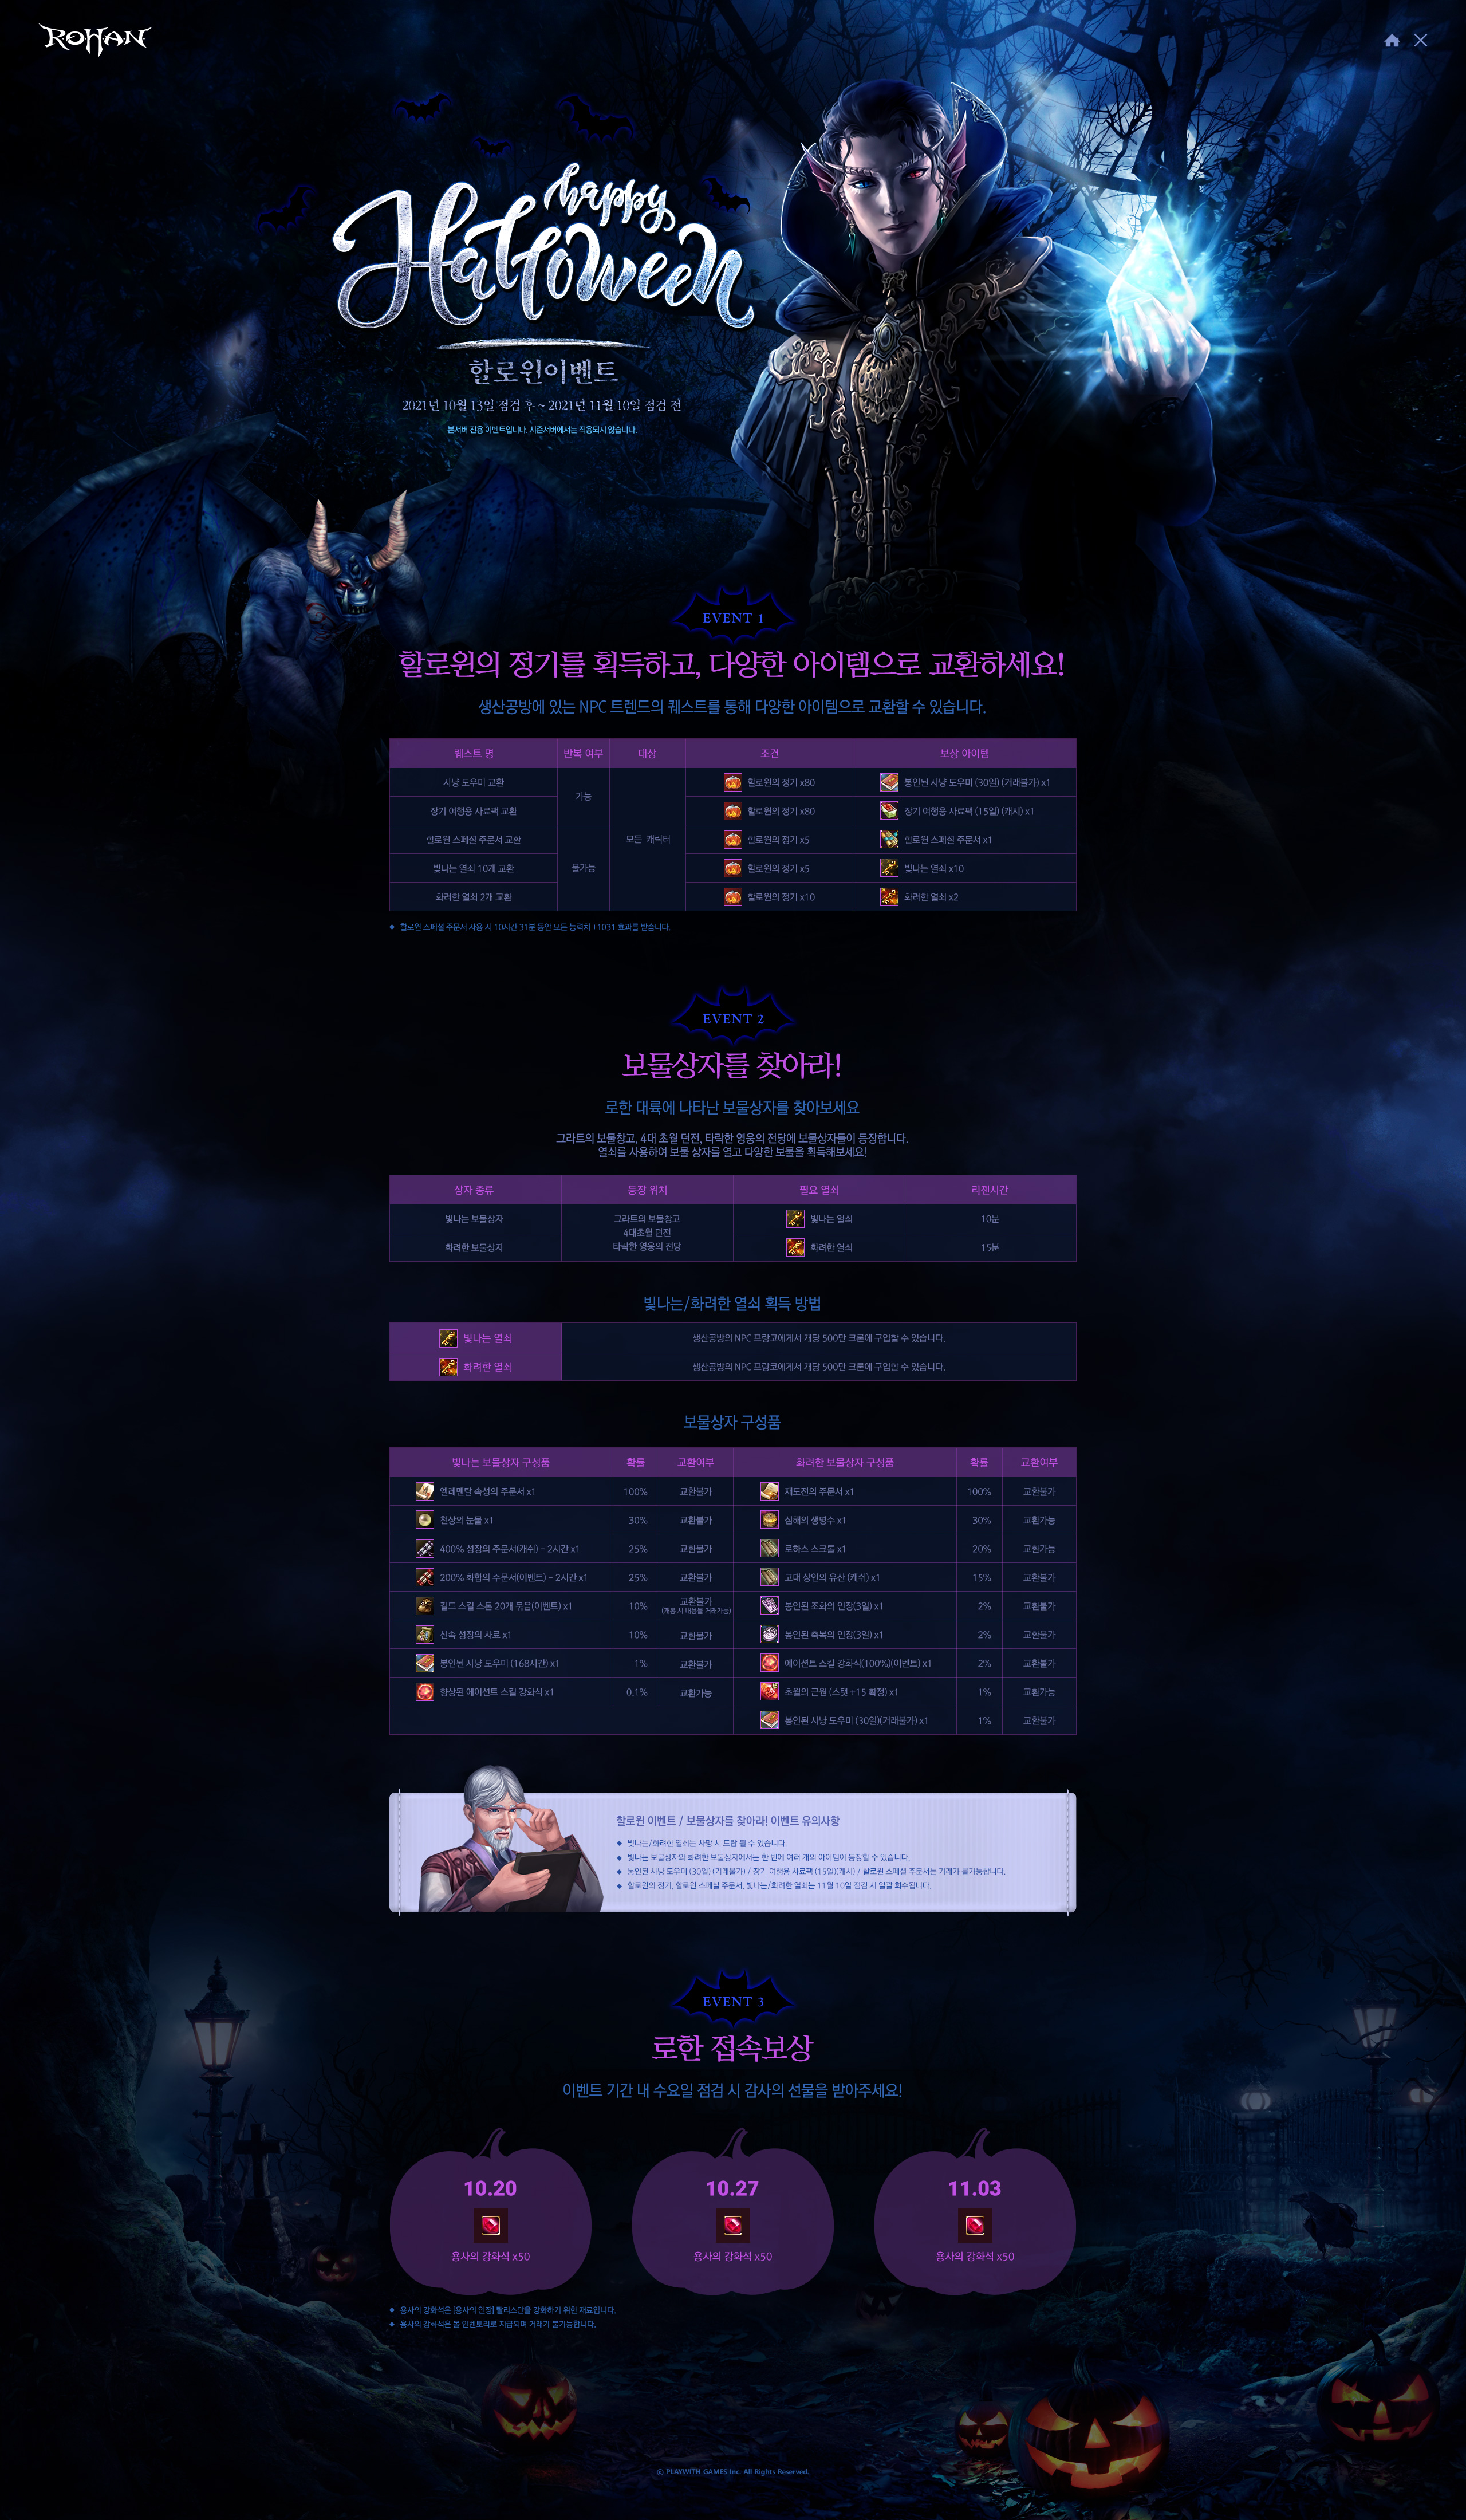 ROHAN
happy
Halloween
할로윈이벤트
2021년 10월 13일 점검 후 ~ 2021년 11월 10일 점검 전
본서버 전용 이벤트입니다. 시즌서버에서는 적용되지 않습니다.
EVENT 1
할로윈의 정기를 획득하고, 다양한 아이템으로 교환하세요!
생산공방에 있는 NPC 트렌드의 퀘스트를 통해 다양한 아이템으로 교환할 수 있습니다.
퀘스트 명 반복 여부 대상 조건 보상 아이템
사냥 도우미 교환 가능 모든 캐릭터 할로윈의 정기 x80 봉인된 사냥 도우미 (30일) (거래불가) x1
장기 여행용 사료팩 교환 할로윈의 정기 x80 장기 여행용 사료팩 (15일) (캐시) x1
할로윈 스페셜 주문서 교환 불가능 할로윈의 정기 x5 할로윈 스페셜 주문서 x1
빛나는 열쇠 10개 교환 할로윈의 정기 x5 빛나는 열쇠 x10
화려한 열쇠 2개 교환 할로윈의 정기 x10 화려한 열쇠 x2
할로윈 스페셜 주문서 사용 시 10시간 31분 동안 모든 능력치 +1031 효과를 받습니다.
EVENT 2
보물상자를 찾아라!
로한 대륙에 나타난 보물상자를 찾아보세요
그라트의 보물창고, 4대 초월 던전, 타락한 영웅의 전당에 보물상자들이 등장합니다.
열쇠를 사용하여 보물 상자를 열고 다양한 보물을 획득해보세요!
상자 종류 등장 위치 필요 열쇠 리젠시간
빛나는 보물상자 그라트의 보물창고 빛나는 열쇠 10분
4대초월 던전
화려한 보물상자 타락한 영웅의 전당 화려한 열쇠 15분
빛나는/화려한 열쇠 획득 방법
빛나는 열쇠 생산공방의 NPC 프랑코에게서 개당 500만 크론에 구입할 수 있습니다.
화려한 열쇠 생산공방의 NPC 프랑코에게서 개당 500만 크론에 구입할 수 있습니다.
보물상자 구성품
빛나는 보물상자 구성품 확률 교환여부 화려한 보물상자 구성품 확률 교환여부
엘레멘탈 속성의 주문서 x1 100% 교환불가 재도전의 주문서 x1 100% 교환불가
천상의 눈물 x1 30% 교환불가 심해의 생명수 x1 30% 교환가능
400% 성장의 주문서(캐쉬) - 2시간 x1 25% 교환불가 로하스 스크롤 x1 20% 교환가능
200% 화합의 주문서(이벤트) - 2시간 x1 25% 교환불가 고대 상인의 유산 (캐쉬) x1 15% 교환불가
길드 스킬 스톤 20개 묶음(이벤트) x1 10% 교환불가 (개봉 시 내용물 거래가능) 봉인된 조화의 인장(3일) x1 2% 교환불가
신속 성장의 사료 x1 10% 교환불가 봉인된 축복의 인장(3일) x1 2% 교환불가
봉인된 사냥 도우미 (168시간) x1 1% 교환불가 에이션트 스킬 강화석(100%)(이벤트) x1 2% 교환불가
향상된 에이션트 스킬 강화석 x1 0.1% 교환가능 초월의 근원 (스탯 +15 확정) x1 1% 교환가능
봉인된 사냥 도우미 (30일)(거래불가) x1 1% 교환불가
할로윈 이벤트 / 보물상자를 찾아라! 이벤트 유의사항
빛나는/화려한 열쇠는 사망 시 드랍 될 수 있습니다.
빛나는 보물상자와 화려한 보물상자에서는 한 번에 여러 개의 아이템이 등장할 수 있습니다.
봉인된 사냥 도우미 (30일) (거래불가) / 장기 여행용 사료팩 (15일)(캐시) / 할로윈 스페셜 주문서는 거래가 불가능합니다.
할로윈의 정기, 할로윈 스페셜 주문서, 빛나는/화려한 열쇠는 11월 10일 점검 시 일괄 회수됩니다.
EVENT 3
로한 접속보상
이벤트 기간 내 수요일 점검 시 감사의 선물을 받아주세요!
10.20 10.27 11.03
용사의 강화석 x50 용사의 강화석 x50 용사의 강화석 x50
용사의 강화석은 [용사의 인장] 탈리스만을 강화하기 위한 재료입니다.
용사의 강화석은 몰 인벤토리로 지급되며 거래가 불가능합니다.
ⓒ PLAYWITH GAMES Inc. All Rights Reserved.